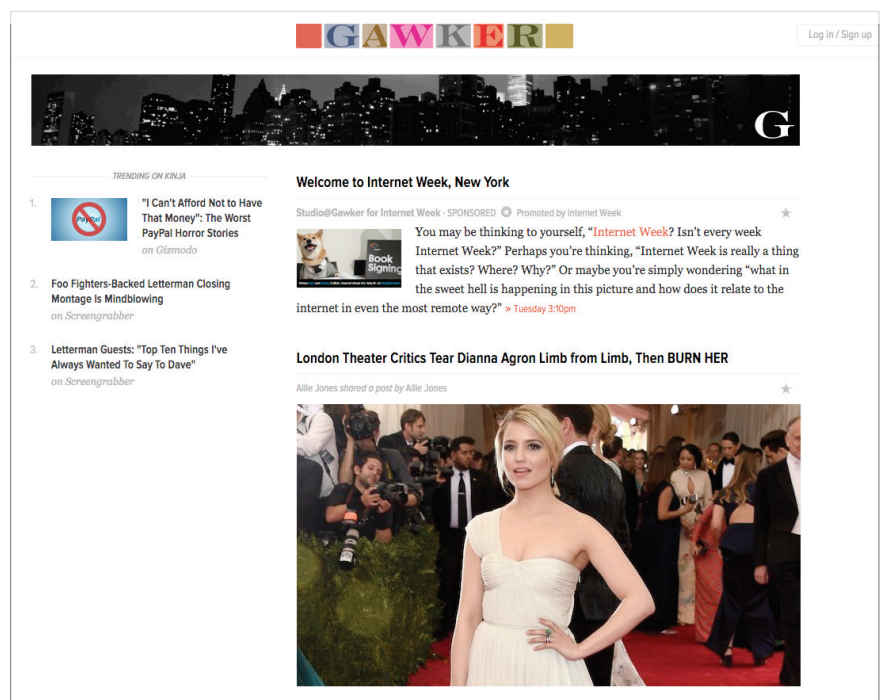 GAWKER
Log in / Sign up
G
TRENDING ON KINJA
1.
PayPal
"I Can't Afford Not to Have
That Money": The Worst
PayPal Horror Stories
on Gizmodo
2.
Foo Fighters-Backed Letterman Closing
Montage Is Mindblowing
on Screengrabber
3.
Letterman Guests: "Top Ten Things I've
Always Wanted To Say To Dave"
on Screengrabber
Welcome to Internet Week, New York
Studio@Gawker for Internet Week - SPONSORED Promoted by Internet Week
Book
Signing
You may be thinking to yourself, “Internet Week? Isn’t every week
Internet Week?” Perhaps you’re thinking, “Internet Week is really a thing
that exists? Where? Why?” Or maybe you’re simply wondering “what in
the sweet hell is happening in this picture and how does it relate to the
internet in even the most remote way?” » Tuesday 3:10pm
London Theater Critics Tear Dianna Agron Limb from Limb, Then BURN HER
Allie Jones shared a post by Allie Jones